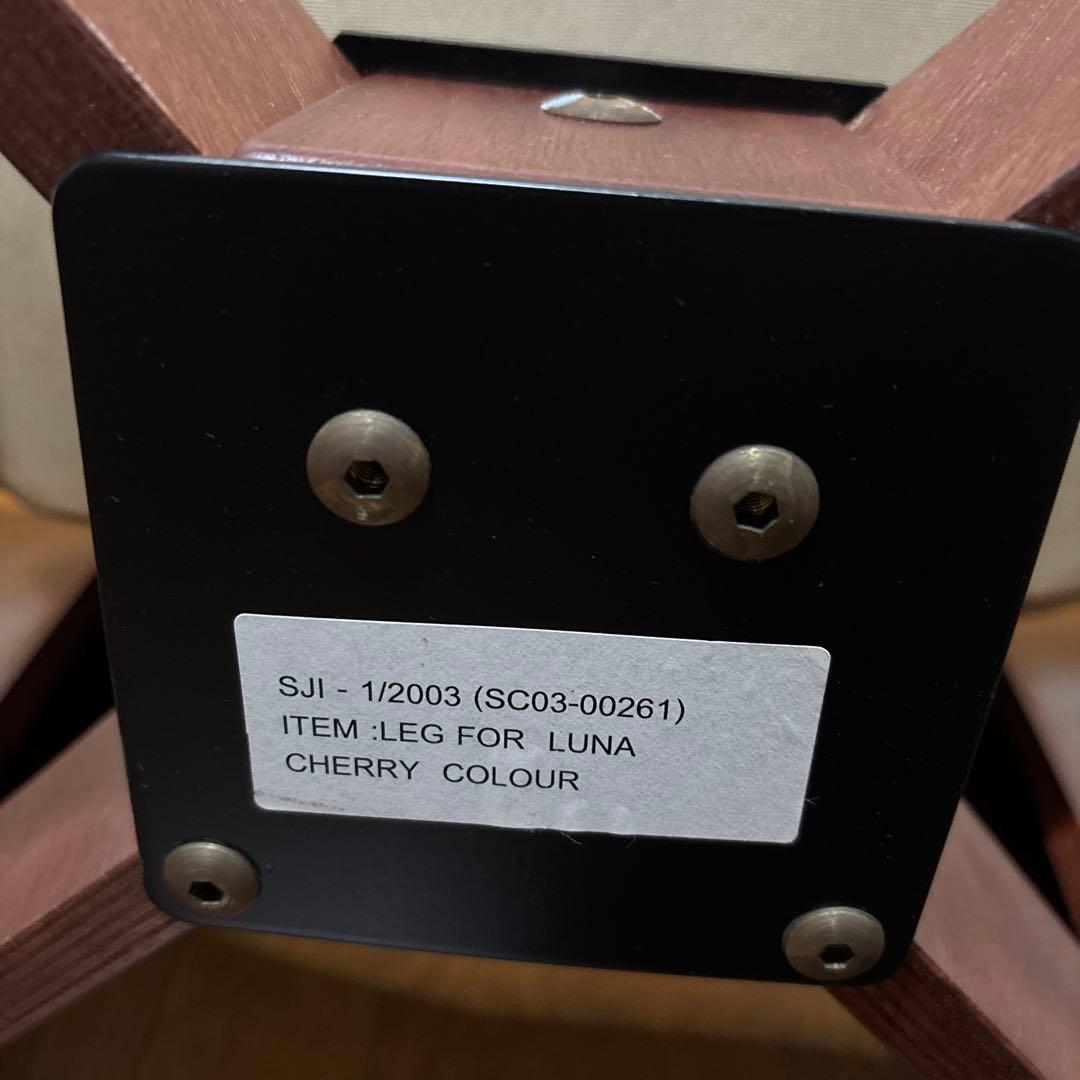 SJI - 1/2003 (SC03-00261)
ITEM :LEG FOR LUNA
CHERRY COLOUR